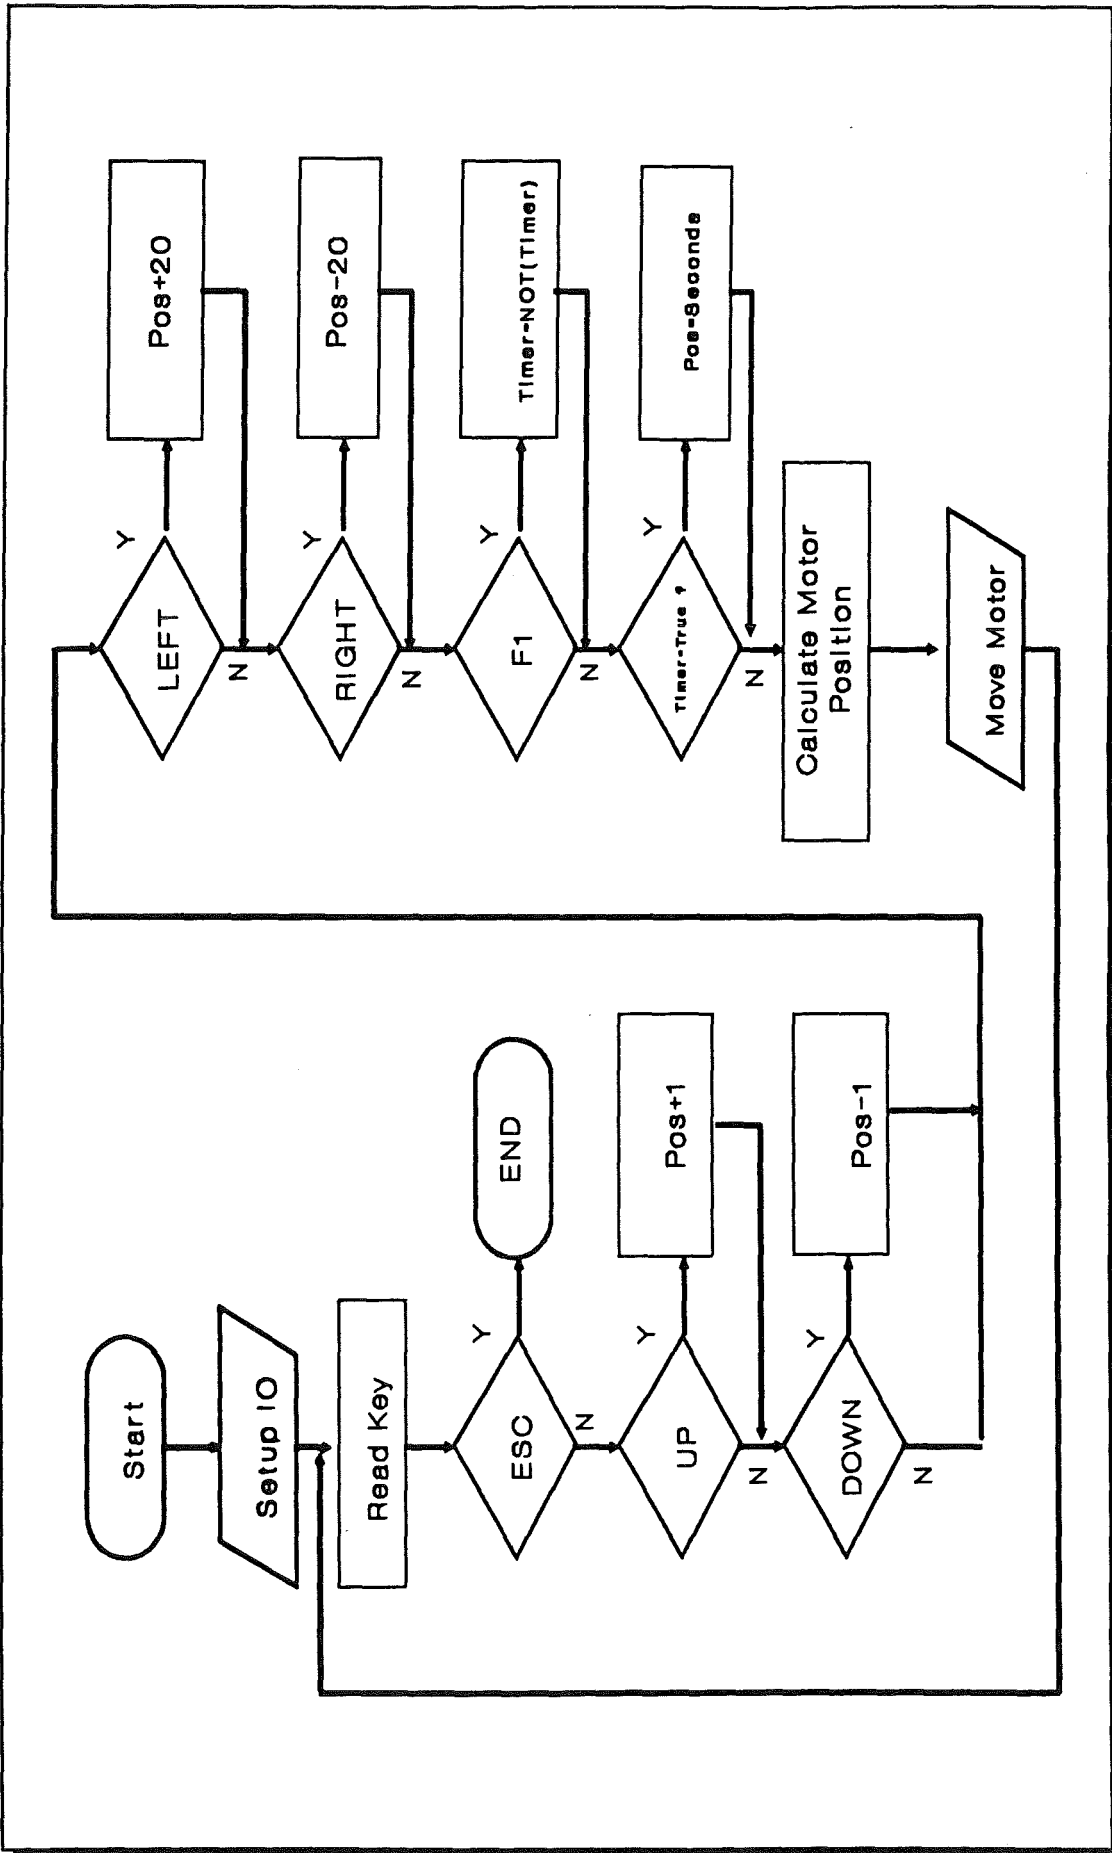 Start
Setup IO
Read Key
ESC
Y
N
END
UP
Y
N
Pos+1
DOWN
Y
N
Pos-1
LEFT
Y
N
Pos+20
RIGHT
Y
N
Pos-20
F1
Y
N
Timer-NOT(Timer)
Timer-True ?
Y
N
Pos-Seconds
Calculate Motor
Position
Move Motor